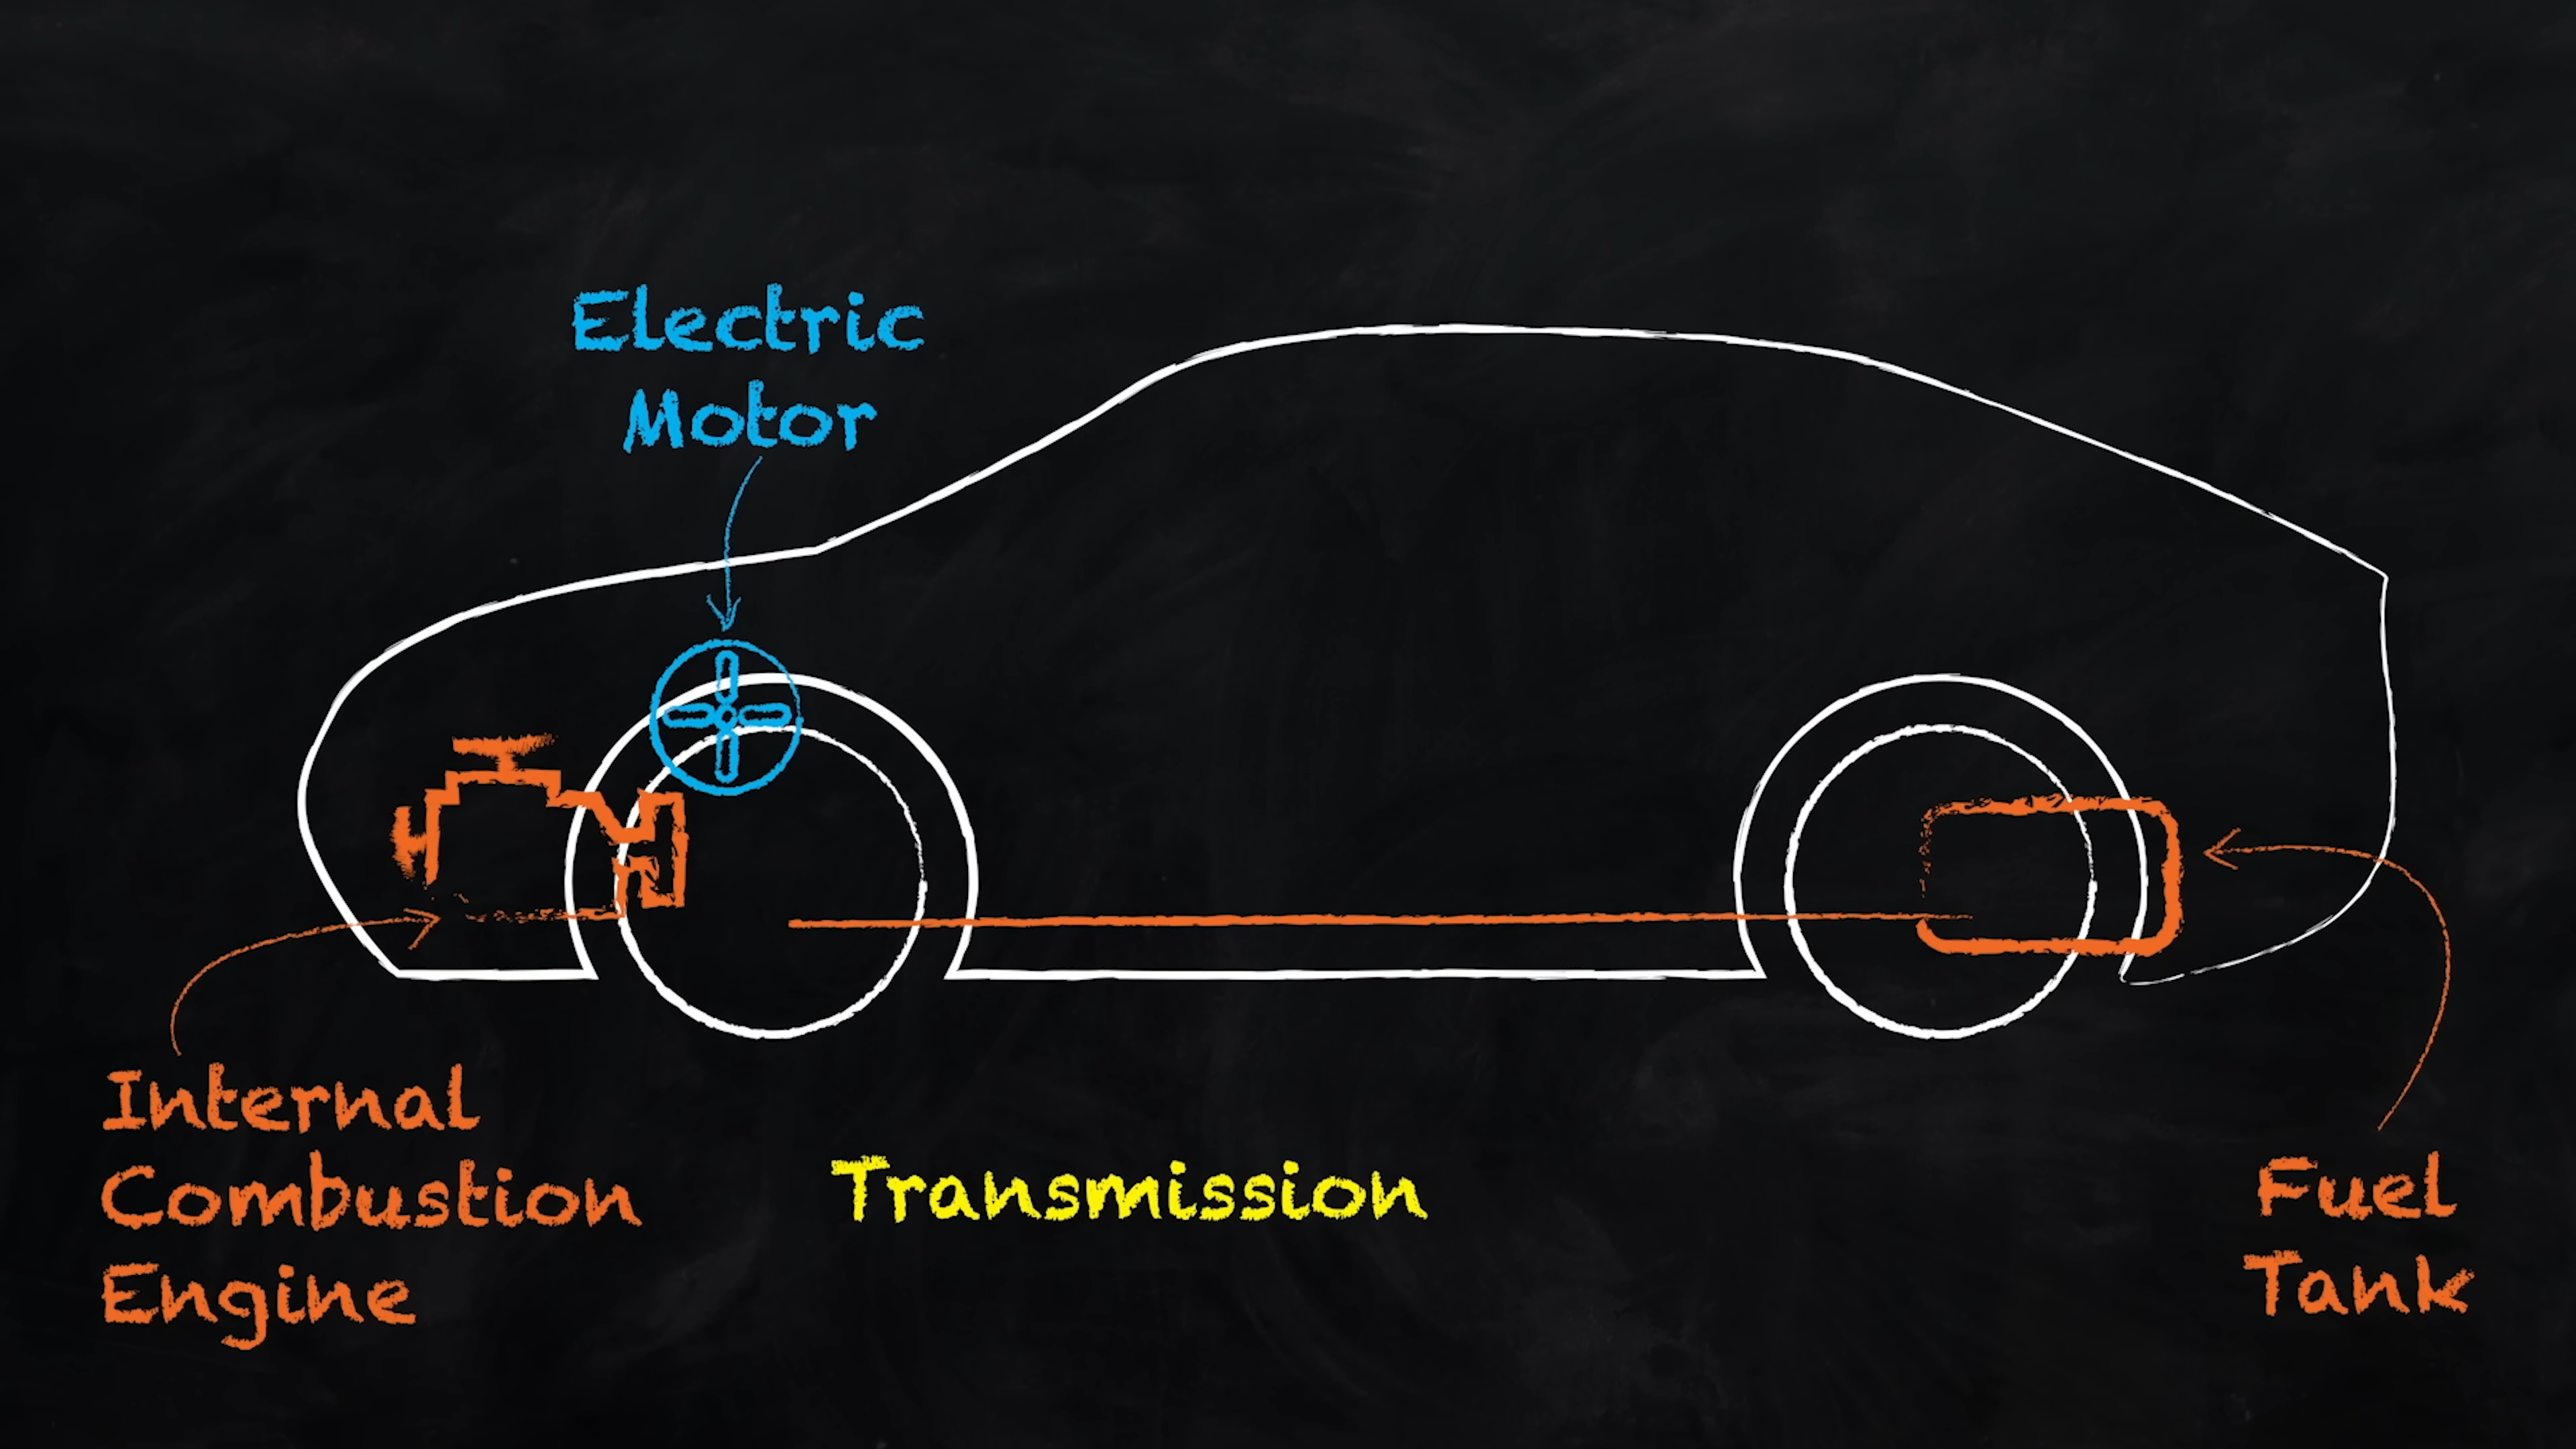 Electric
Motor
Internal
Combustion
Engine
Transmission
Fuel
Tank